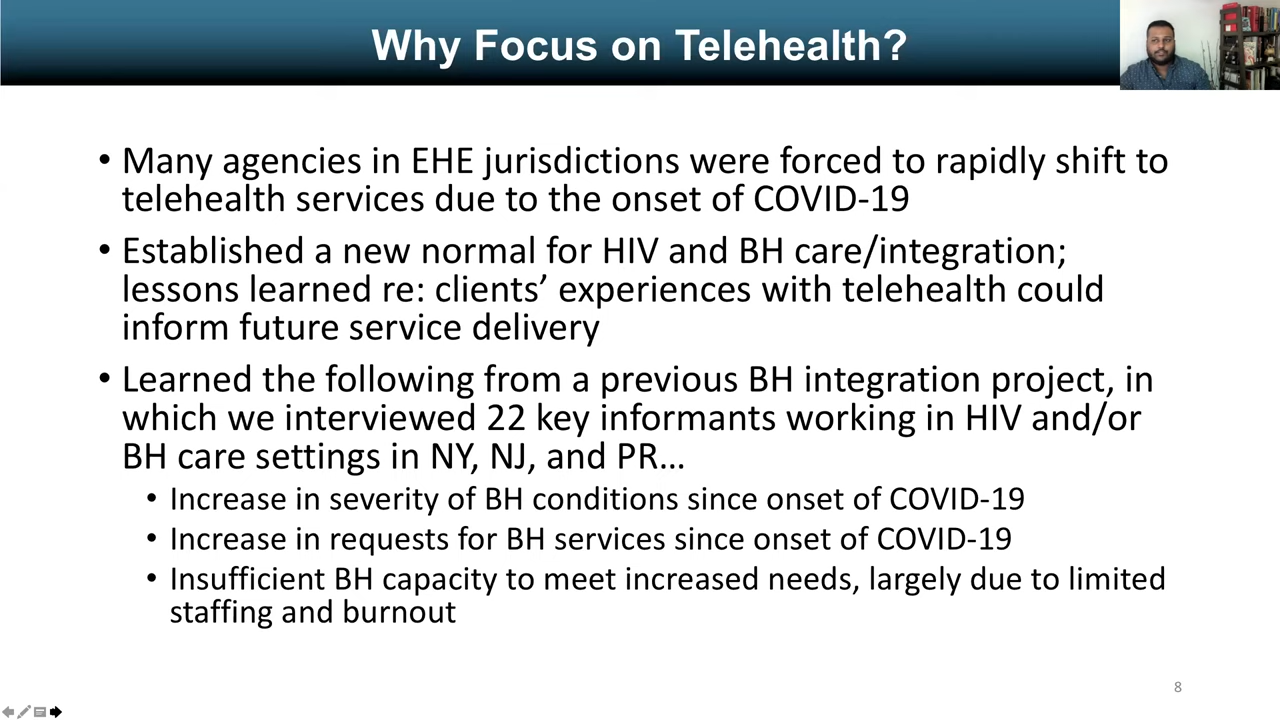 Why Focus on Telehealth?
• Many agencies in EHE jurisdictions were forced to rapidly shift to
telehealth services due to the onset of COVID-19
• Established a new normal for HIV and BH care/integration;
lessons learned re: clients’ experiences with telehealth could
inform future service delivery
• Learned the following from a previous BH integration project, in
which we interviewed 22 key informants working in HIV and/or
BH care settings in NY, NJ, and PR…
• Increase in severity of BH conditions since onset of COVID-19
• Increase in requests for BH services since onset of COVID-19
• Insufficient BH capacity to meet increased needs, largely due to limited
staffing and burnout
8